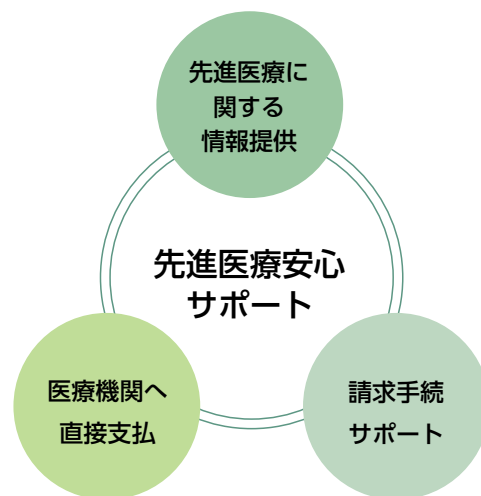 先進医療に
関する
情報提供
先進医療安心
サポート
医療機関へ
直接支払
請求手続
サポート